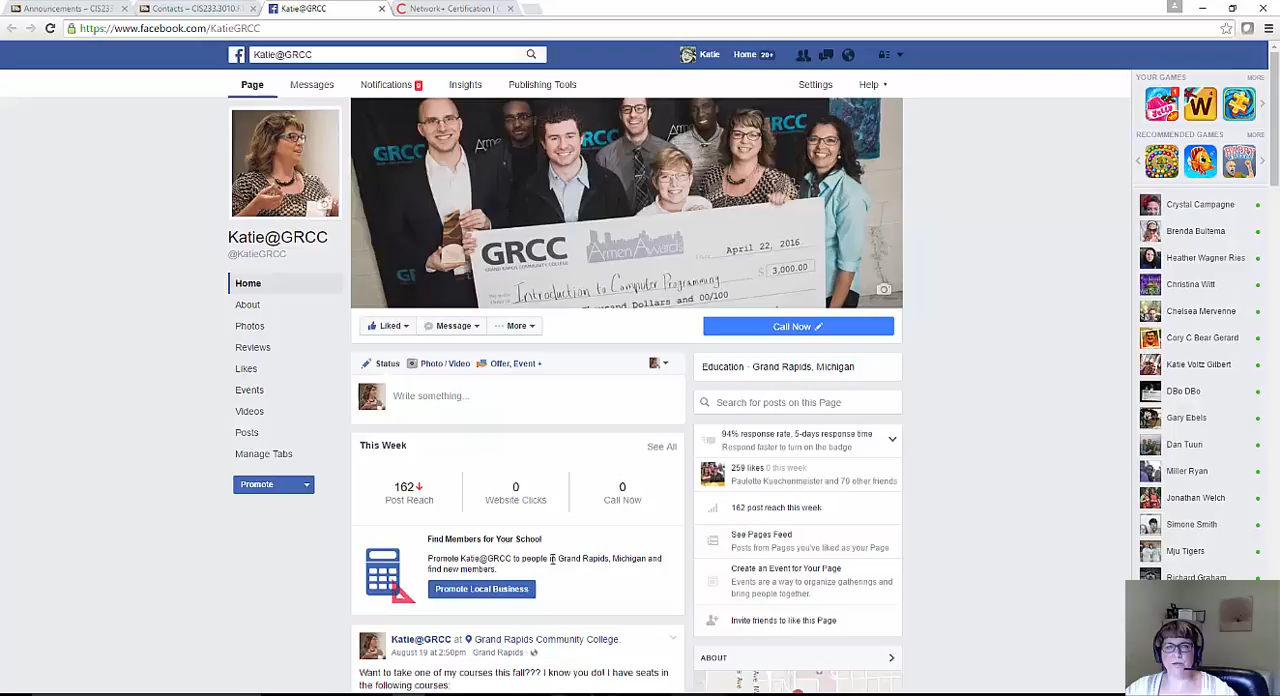 Announcements – CIS233
Contacts – CIS233.3010
Katie@GRCC
Network+ Certification
https://www.facebook.com/KatieGRCC
Katie@GRCC
Katie
Home 20+
Page
Messages
Notifications
Insights
Publishing Tools
Settings
Help
YOUR GAMES
MORE
RECOMMENDED GAMES
MORE
GRCC
GRCC
GRCC
Armen Awards
April 22, 2016
$ 3,000.00
Introduction to Computer Programming
Thousand Dollars and 00/100
Katie@GRCC
@KatieGRCC
Home
About
Photos
Reviews
Likes
Events
Videos
Posts
Manage Tabs
Promote
Liked
Message
More
Call Now
Status
Photo / Video
Offer, Event +
Write something...
This Week
See All
162
Post Reach
0
Website Clicks
0
Call Now
Find Members for Your School
Promote Katie@GRCC to people in Grand Rapids, Michigan and
find new members.
Promote Local Business
Katie@GRCC at Grand Rapids Community College.
August 19 at 2:50pm · Grand Rapids ·
Want to take one of my courses this fall??? I know you do! I have seats in
the following courses:
Education · Grand Rapids, Michigan
Search for posts on this Page
94% response rate, 5-days response time
Respond faster to turn on the badge
259 likes 0 this week
Paulette Kuechenmeister and 79 other friends
162 post reach this week
See Pages Feed
Posts from Pages you've liked as your Page
Create an Event for Your Page
Events are a way to organize gatherings and
bring people together.
Invite friends to like this Page
ABOUT
Crystal Campagne
Brenda Bultema
Heather Wagner Ries
Christina Witt
Chelsea Mervenne
Cory C Bear Gerard
Katie Voltz Gilbert
DBo DBo
Gary Ebels
Dan Tuuri
Miller Ryan
Jonathan Welch
Simone Smith
Mju Tigers
Richard Graham